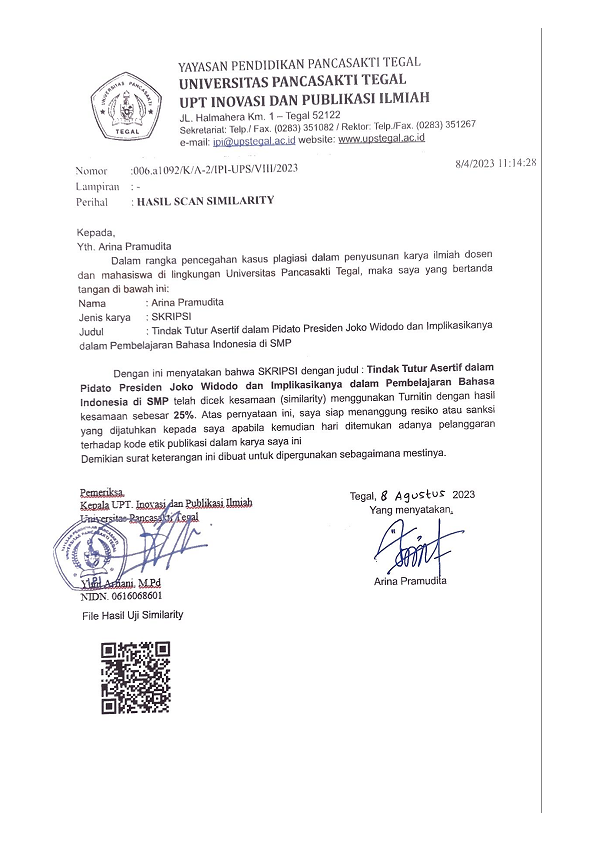 YAYASAN PENDIDIKAN PANCASAKTI TEGAL
UNIVERSITAS PANCASAKTI TEGAL
UPT INOVASI DAN PUBLIKASI ILMIAH
JL. Halmahera Km. 1 – Tegal 52122
Sekretariat: Telp./ Fax. (0283) 351082 / Rektor: Telp./Fax. (0283) 351267
e-mail: ipi@upstegal.ac.id website: www.upstegal.ac.id
UNIVERSITAS PANCASAKTI
TEGAL
Nomor :006.a1092/K/A-2/IPI-UPS/VIII/2023
8/4/2023 11:14:28
Lampiran : -
Perihal : HASIL SCAN SIMILARITY
Kepada,
Yth. Arina Pramudita
Dalam rangka pencegahan kasus plagiasi dalam penyusunan karya ilmiah dosen
dan mahasiswa di lingkungan Universitas Pancasakti Tegal, maka saya yang bertanda
tangan di bawah ini:
Nama : Arina Pramudita
Jenis karya : SKRIPSI
Judul : Tindak Tutur Asertif dalam Pidato Presiden Joko Widodo dan Implikasikanya
dalam Pembelajaran Bahasa Indonesia di SMP
Dengan ini menyatakan bahwa SKRIPSI dengan judul : Tindak Tutur Asertif dalam
Pidato Presiden Joko Widodo dan Implikasikanya dalam Pembelajaran Bahasa
Indonesia di SMP telah dicek kesamaan (similarity) menggunakan Turnitin dengan hasil
kesamaan sebesar 25%. Atas pernyataan ini, saya siap menanggung resiko atau sanksi
yang dijatuhkan kepada saya apabila kemudian hari ditemukan adanya pelanggaran
terhadap kode etik publikasi dalam karya saya ini
Demikian surat keterangan ini dibuat untuk dipergunakan sebagaimana mestinya.
Pemeriksa,
Kepala UPT. Inovasi dan Publikasi Ilmiah
Universitas Pancasakti Tegal
Tegal, 8 Agustus 2023
Yang menyatakan,
IPI
Arhani, M.Pd
NIDN. 0616068601
Arina Pramudita
File Hasil Uji Similarity